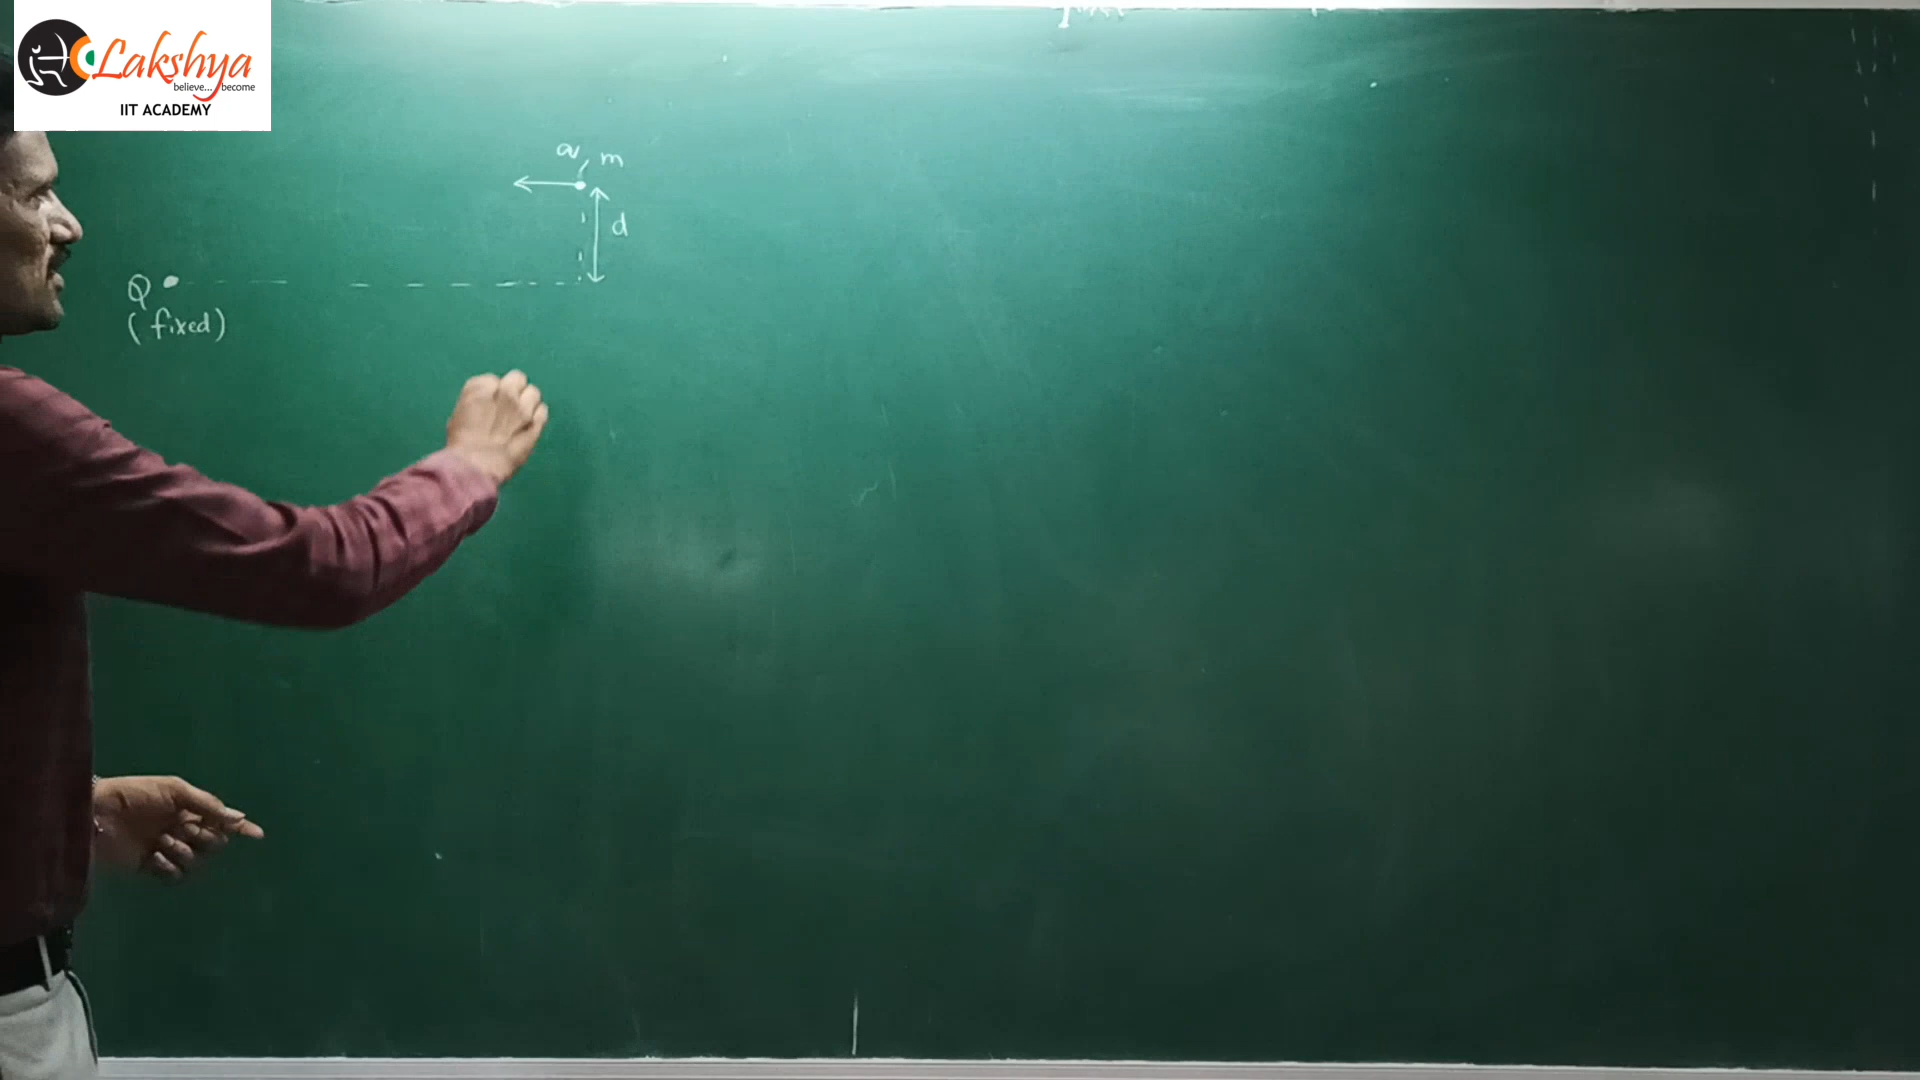 Lakshya
believe... become
IIT ACADEMY
q, m
d
Q
(fixed)